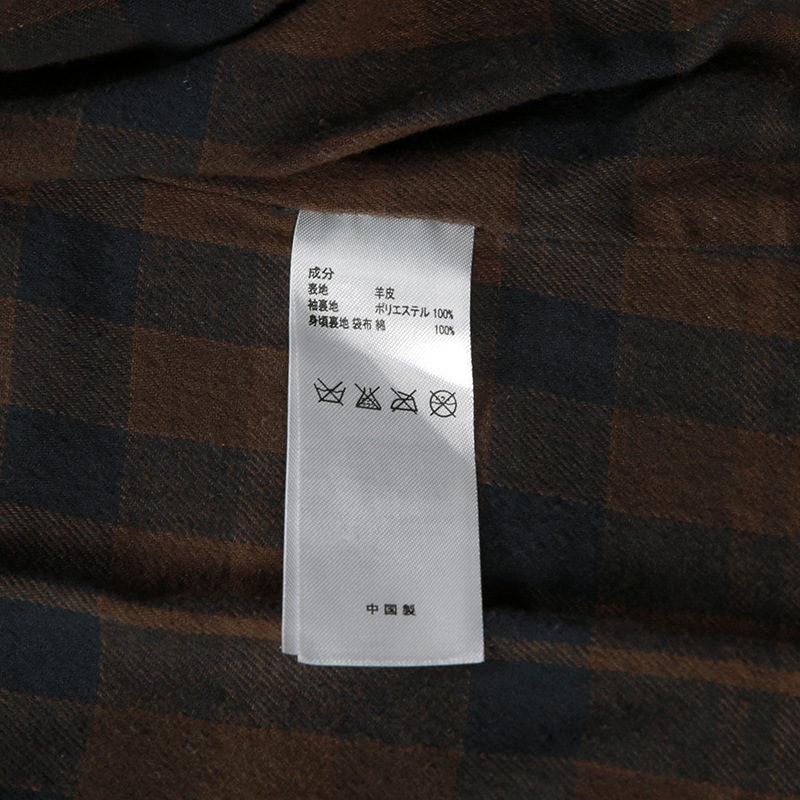 成分
表地 羊皮
袖裏地 ポリエステル 100%
身頃裏地 袋布 綿 100%
中国製